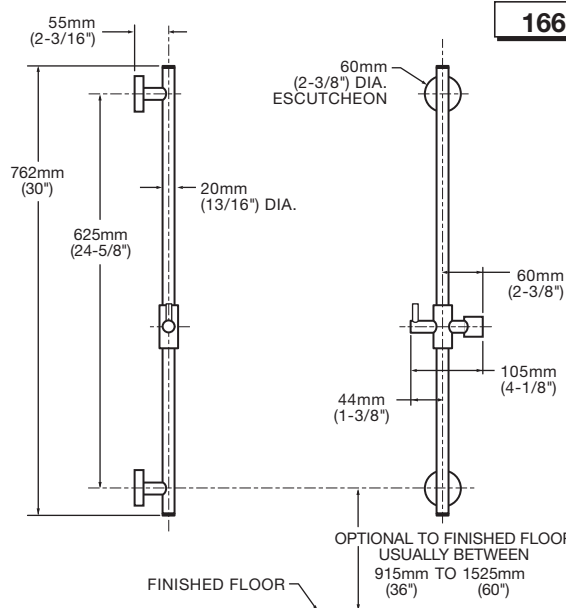 166
55mm
(2-3/16")
60mm
(2-3/8") DIA.
ESCUTCHEON
762mm
(30")
20mm
(13/16") DIA.
625mm
(24-5/8")
60mm
(2-3/8")
105mm
(4-1/8")
44mm
(1-3/8")
OPTIONAL TO FINISHED FLOOR
USUALLY BETWEEN
915mm TO 1525mm
(36") (60")
FINISHED FLOOR